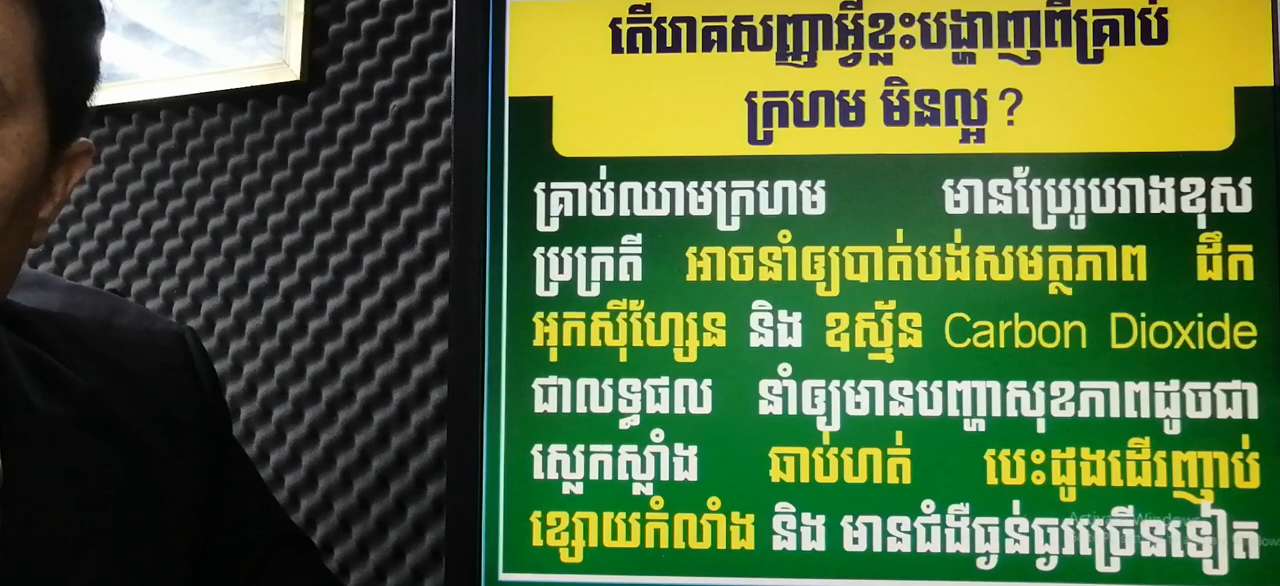 តើហាគសញ្ញាអ្វីខ្លះបង្ហាញពីគ្រាប់
ក្រហម មិនល្អ ?
គ្រាប់ឈាមក្រហម មានប្រែរូបរាងខុស
ប្រក្រតី អាចនាំឲ្យបាត់បង់សមត្ថភាព ដឹក
អុកស៊ីហ្សែន និង ឧស្ម័ន Carbon Dioxide
ជាលទ្ធផល នាំឲ្យមានបញ្ហាសុខភាពដូចជា
ស្លេកស្លាំង ឆាប់ហត់ បេះដូងដើរញាប់
ខ្សោយកំលាំង និង មានជំងឺធ្ងន់ធ្ងរច្រើនទៀត